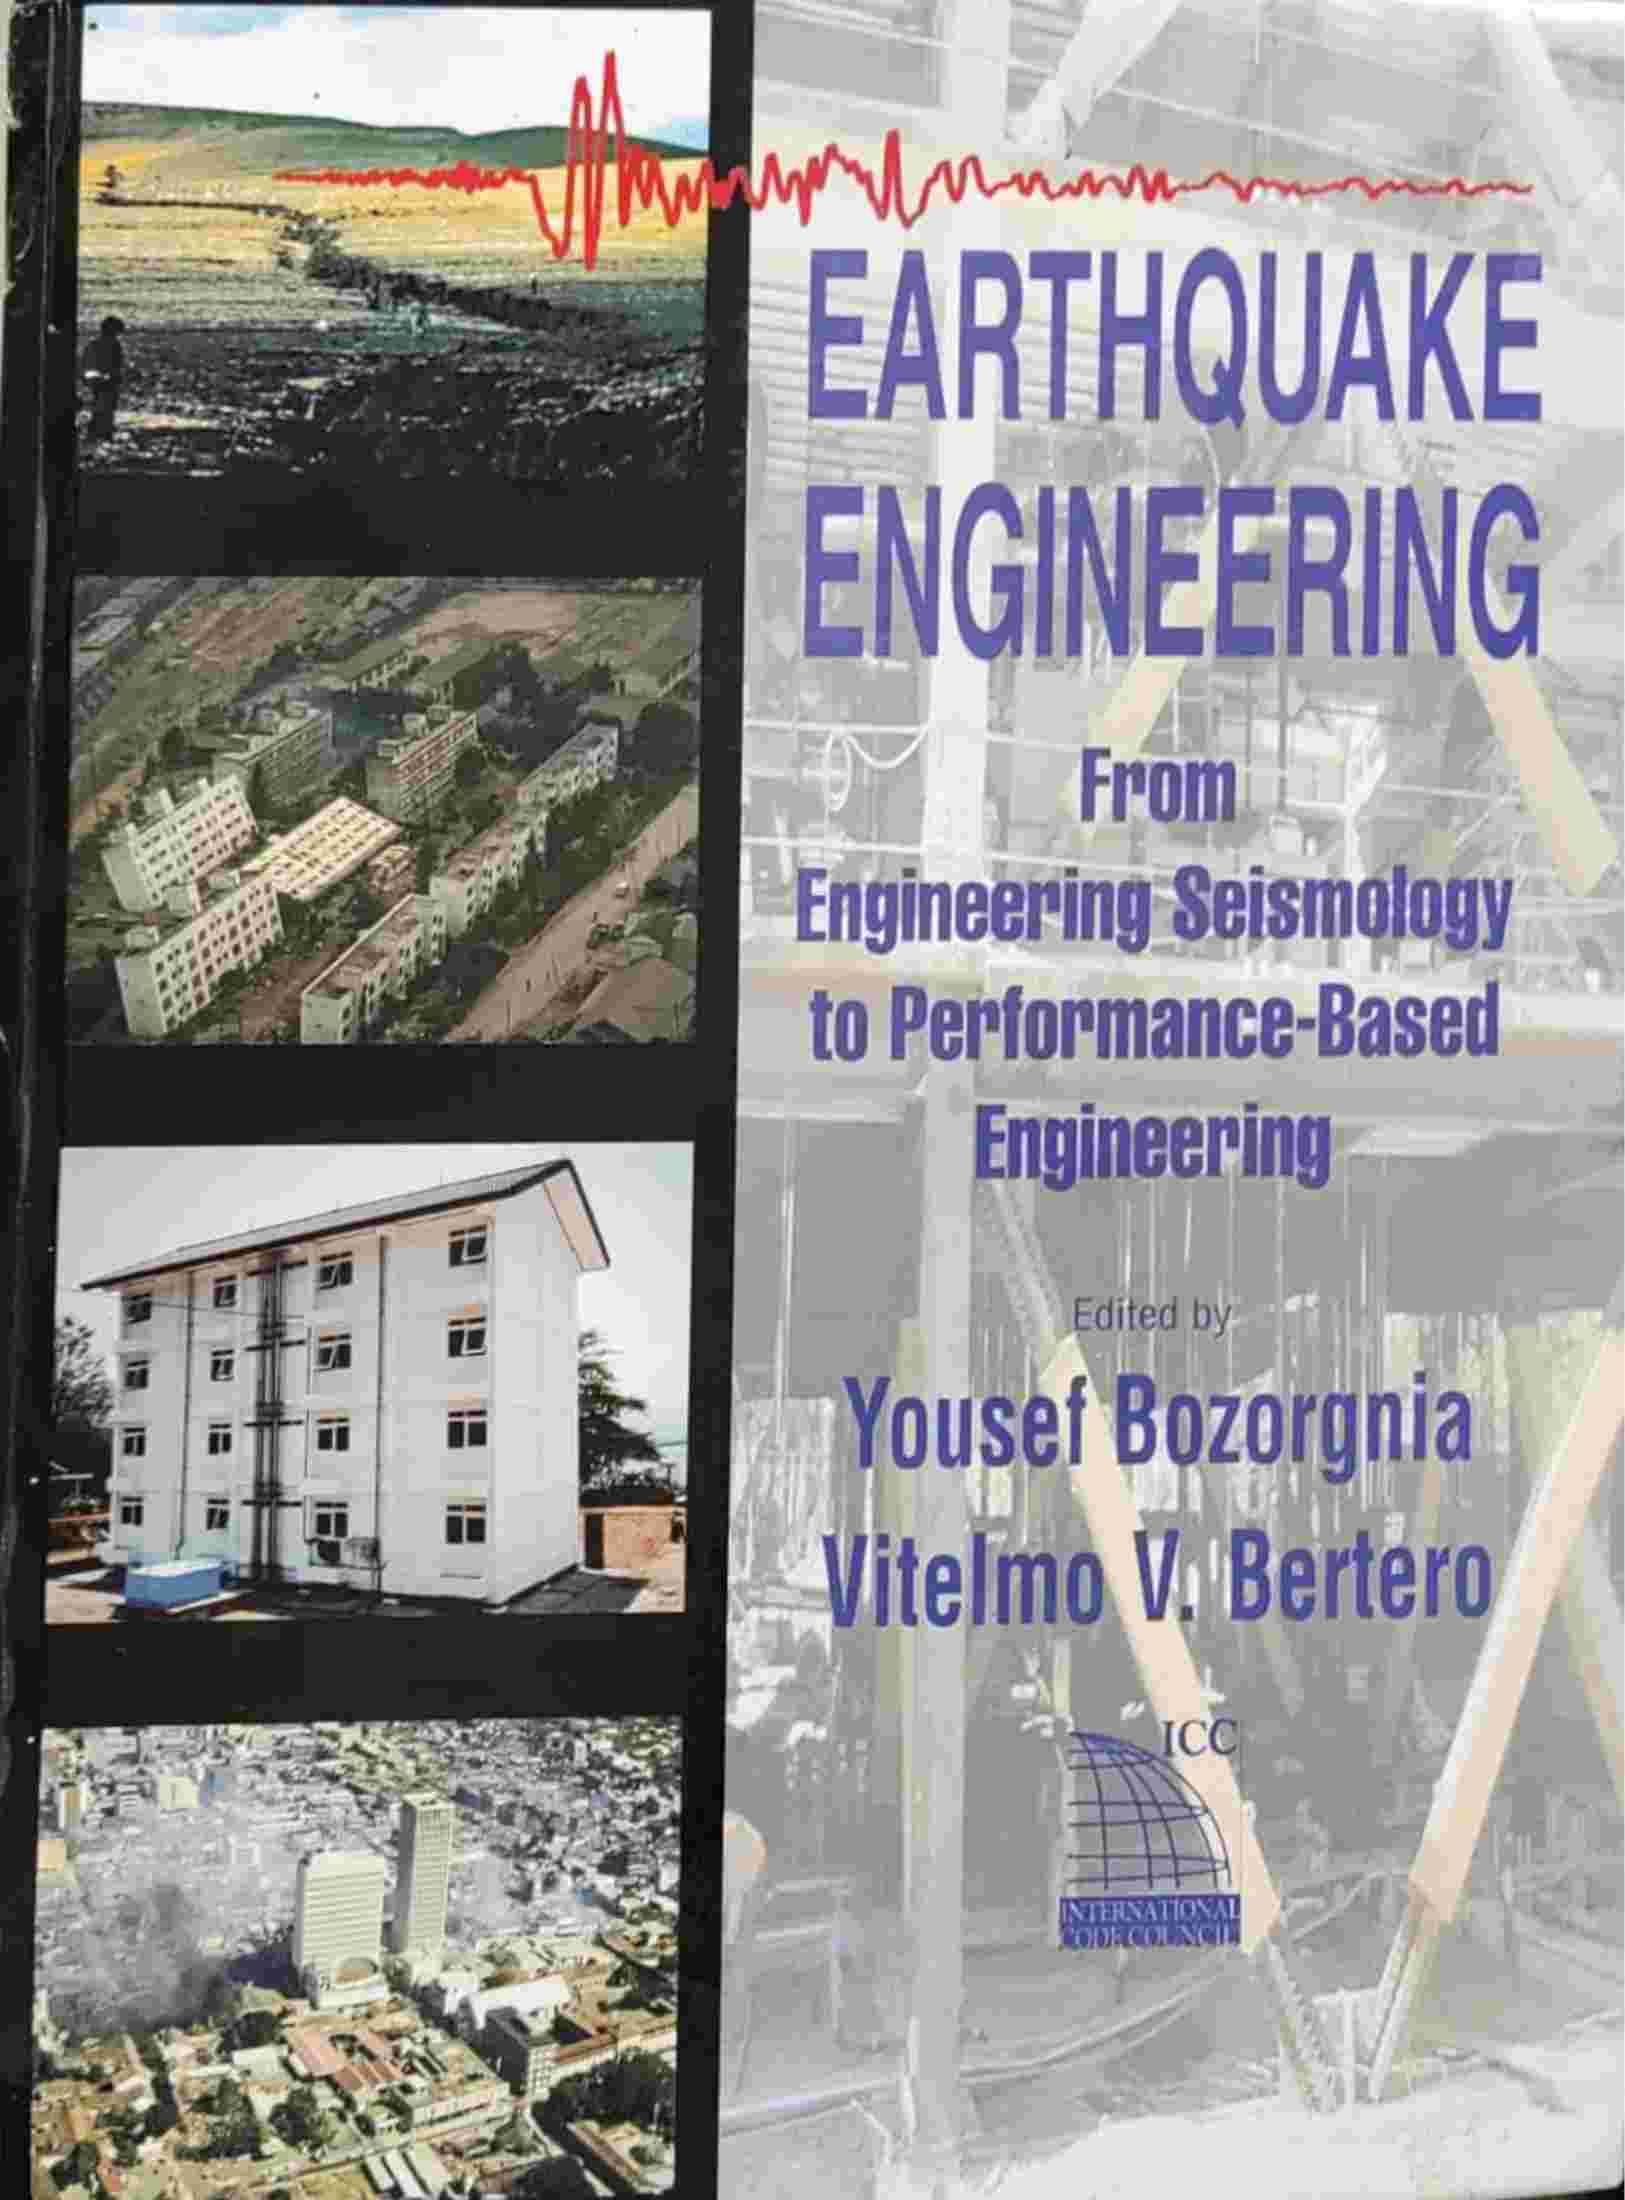 EARTHQUAKE
ENGINEERING
From
Engineering Seismology
to Performance-Based
Engineering
Edited by
Yousef Bozorgnia
Vitelmo V. Bertero
ICC
INTERNATIONAL
CODE COUNCIL